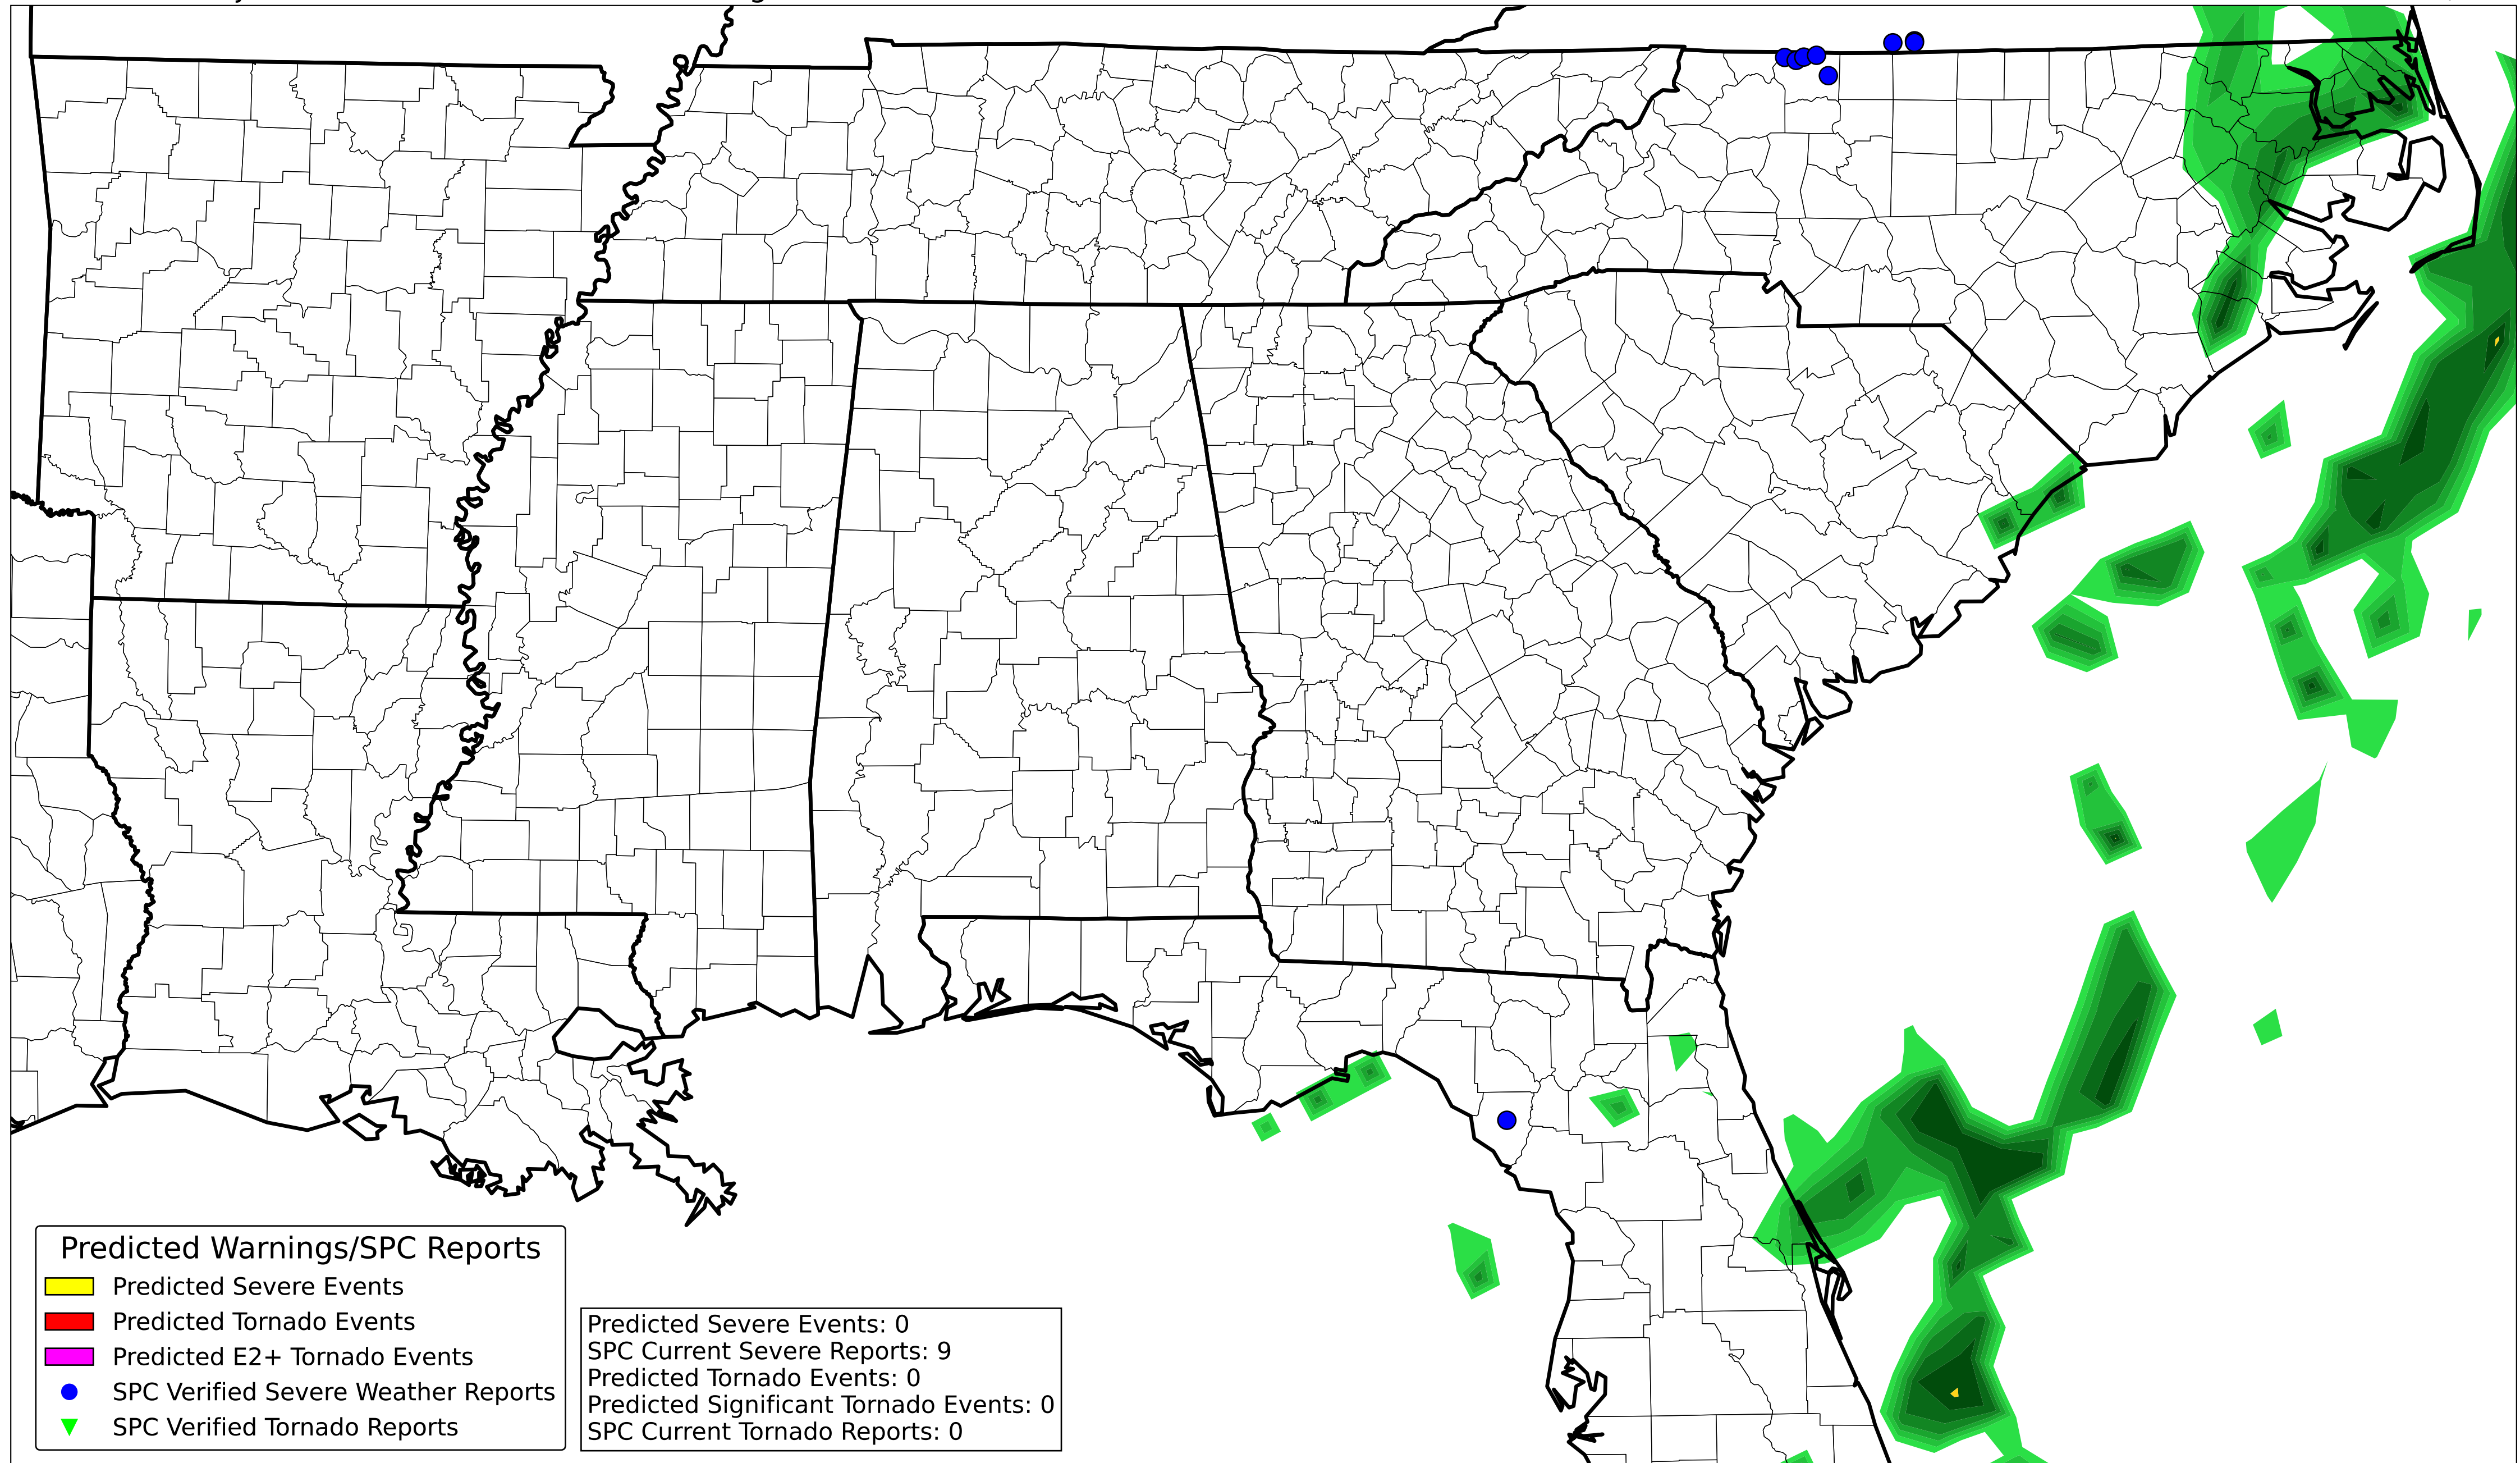 Predicted Warnings/SPC Reports
Predicted Severe Events
Predicted Tornado Events
Predicted E2+ Tornado Events
SPC Verified Severe Weather Reports
SPC Verified Tornado Reports
Predicted Severe Events: 0
SPC Current Severe Reports: 9
Predicted Tornado Events: 0
Predicted Significant Tornado Events: 0
SPC Current Tornado Reports: 0